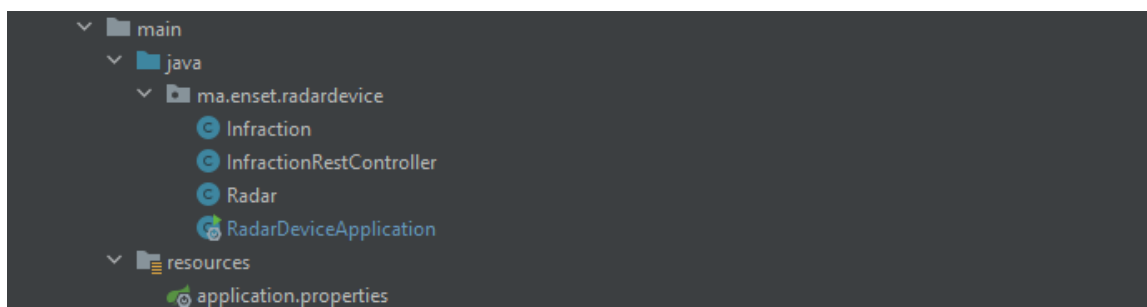 main
java
ma.enset.radardevice
Infraction
InfractionRestController
Radar
RadarDeviceApplication
resources
application.properties